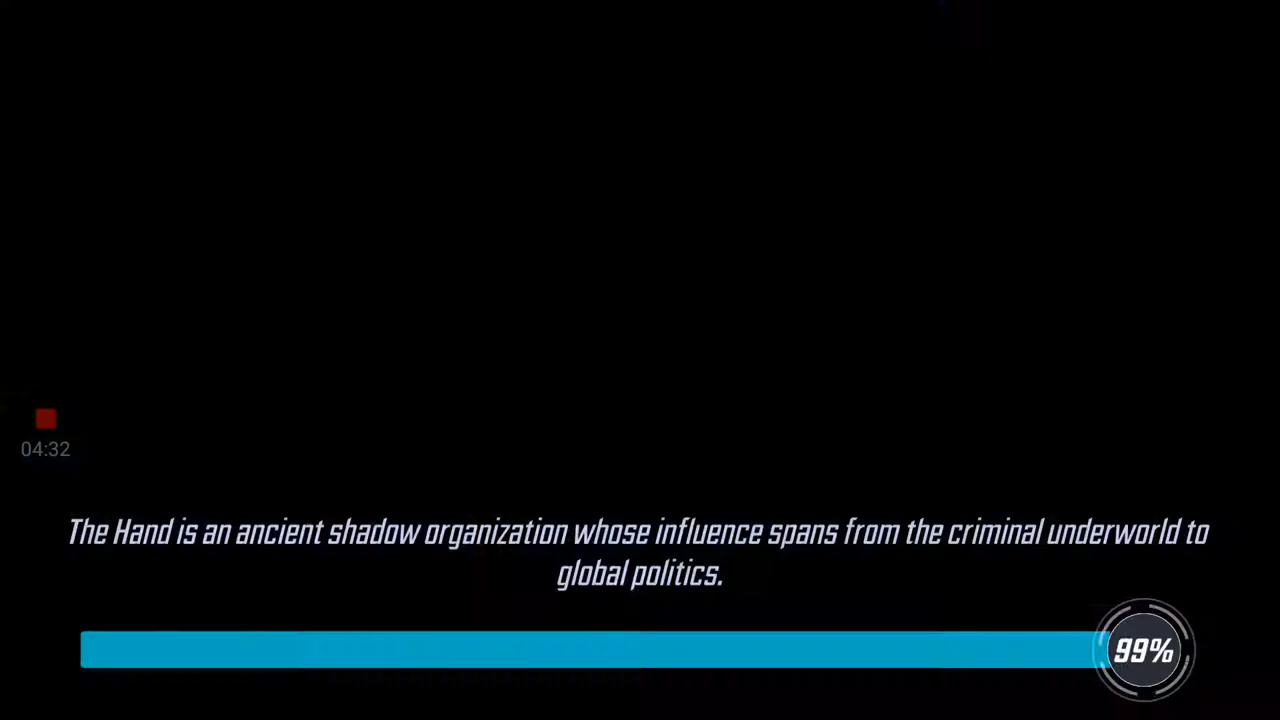 04:32
The Hand is an ancient shadow organization whose influence spans from the criminal underworld to
global politics.
99%